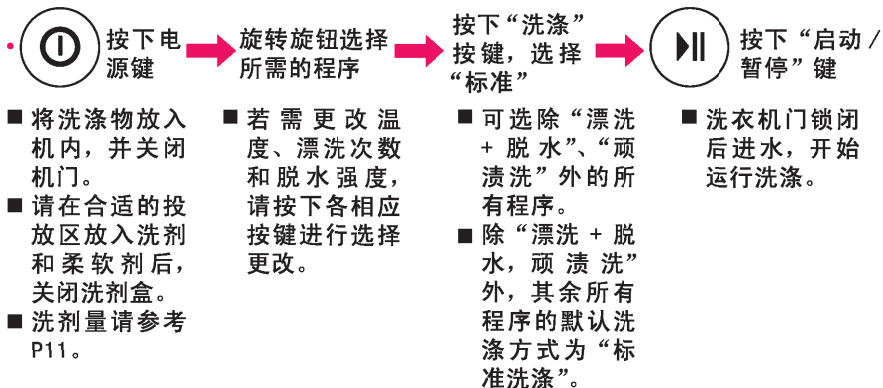 按下电
源键
旋转旋钮选择
所需的程序
按下“洗涤”
按键，选择
“标准”
按下“启动/
暂停”键
■ 将洗涤物放入
机内，并关闭
机门。
■ 请在合适的投
放区放入洗剂
和柔软剂后，
关闭洗剂盒。
■ 洗剂量请参考
P11。
■ 若需更改温
度、漂洗次数
和脱水强度，
请按下各相应
按键进行选择
更改。
■ 可选除“漂洗
+ 脱水”、“顽
渍洗”外的所
有程序。
■ 除“漂洗 + 脱
水，顽渍洗”
外，其余所有
程序的默认洗
涤方式为“标
准洗涤”。
■ 洗衣机门锁闭
后进水，开始
运行洗涤。